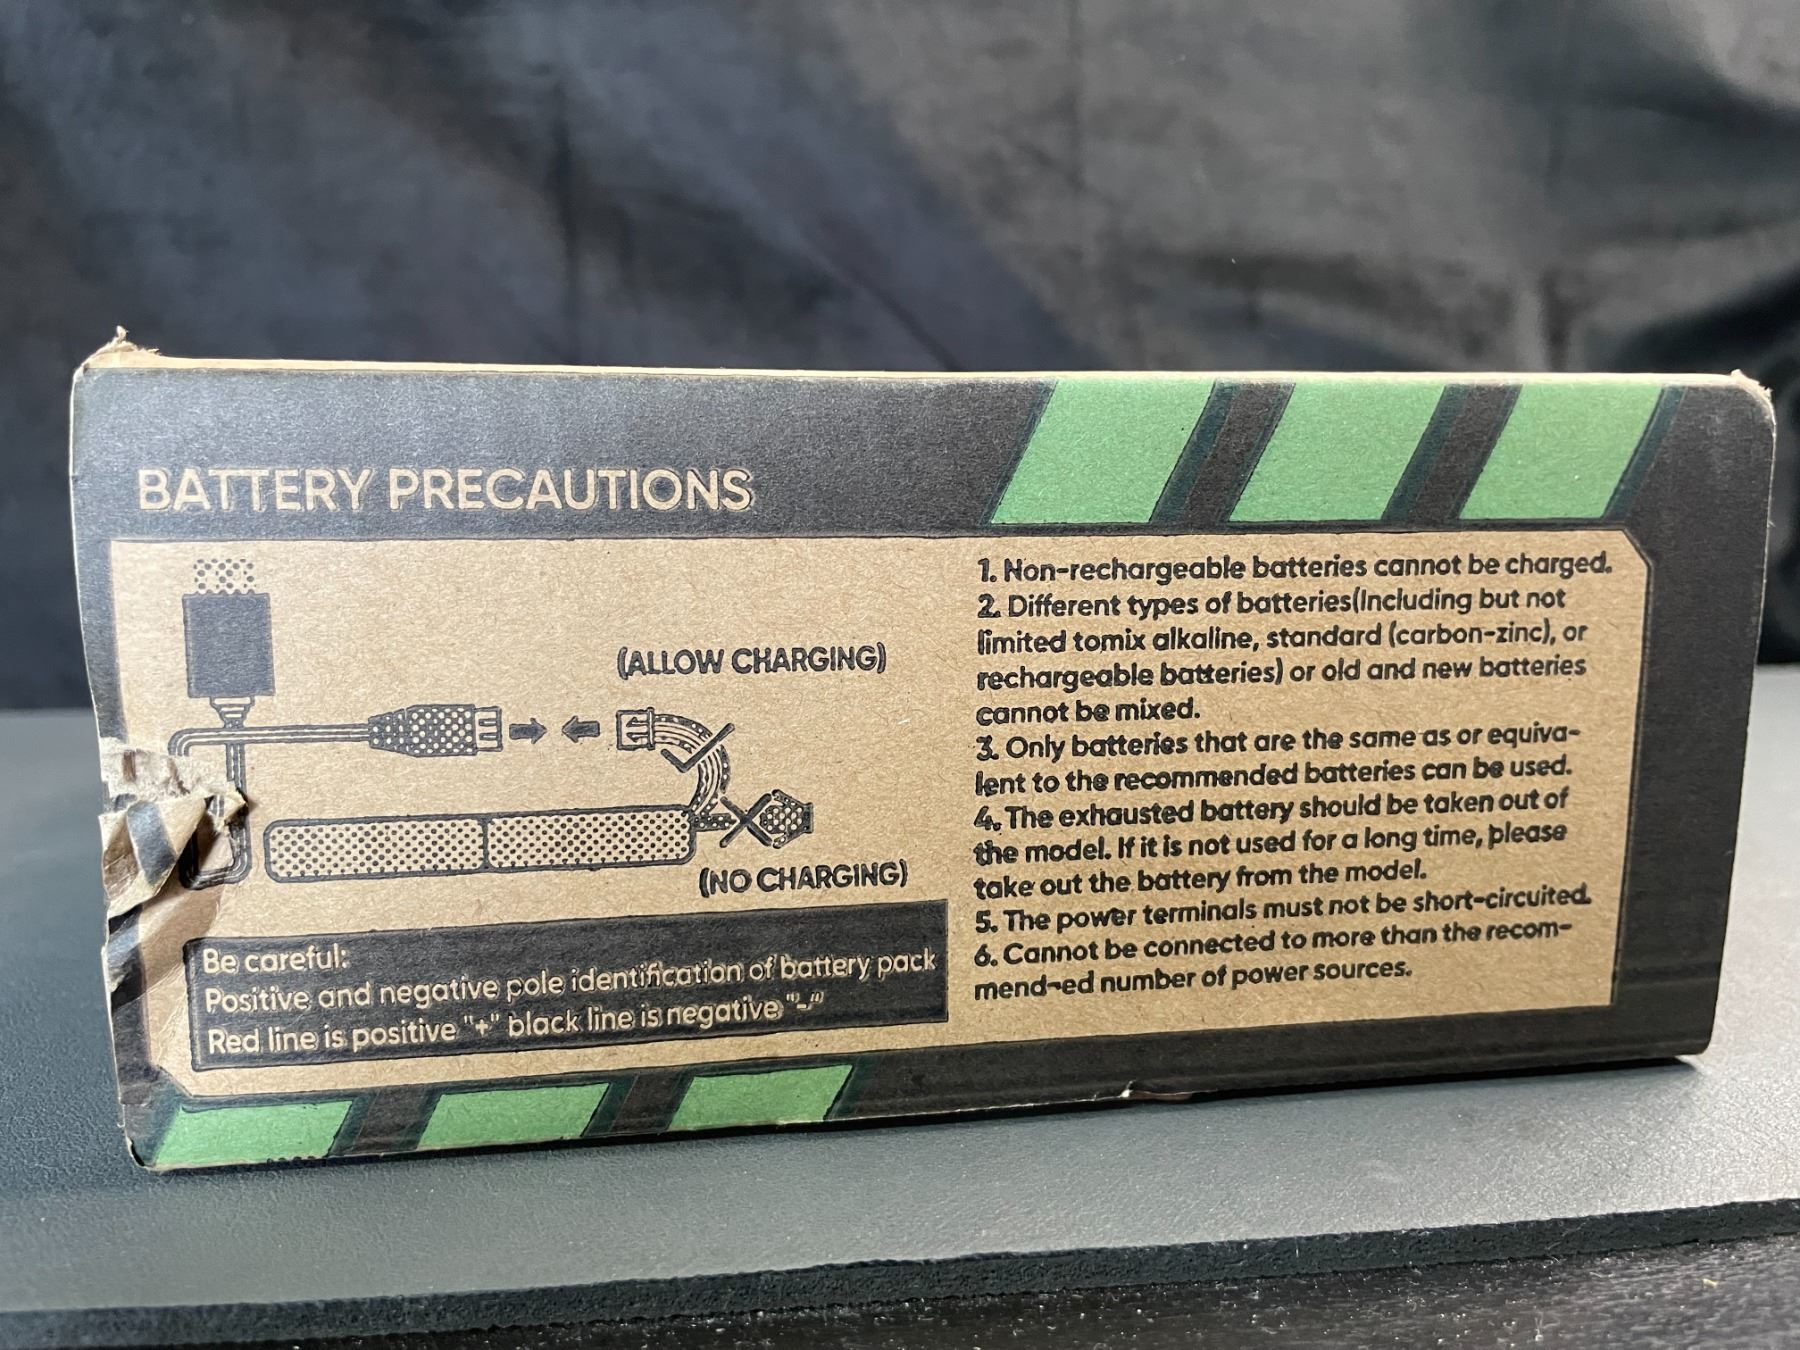 BATTERY PRECAUTIONS
(ALLOW CHARGING)
(NO CHARGING)
Be careful:
Positive and negative pole identification of battery pack
Red line is positive "+" black line is negative "-"
1. Non-rechargeable batteries cannot be charged.
2. Different types of batteries(Including but not
limited tomix alkaline, standard (carbon-zinc), or
rechargeable batteries) or old and new batteries
cannot be mixed.
3. Only batteries that are the same as or equiva-
lent to the recommended batteries can be used.
4. The exhausted battery should be taken out of
the model. If it is not used for a long time, please
take out the battery from the model.
5. The power terminals must not be short-circuited.
6. Cannot be connected to more than the recom-
mend-ed number of power sources.